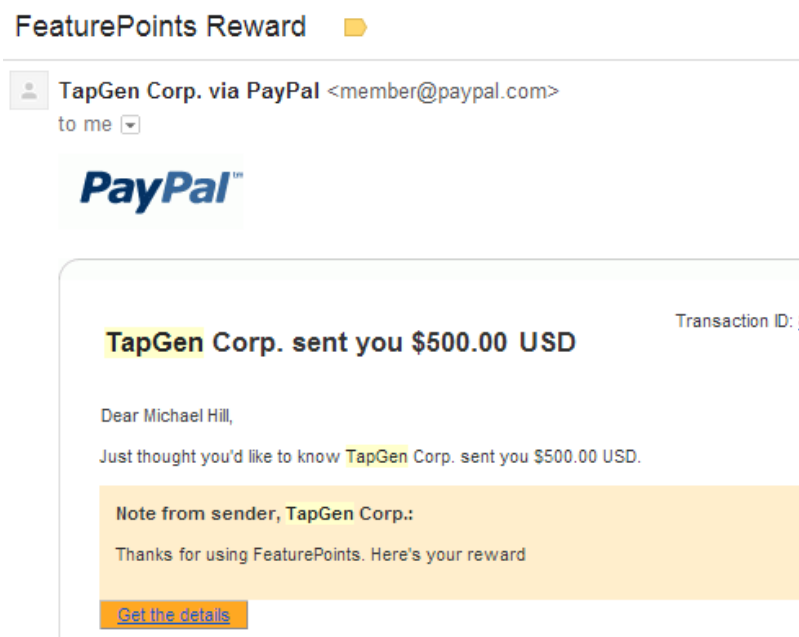 FeaturePoints Reward
TapGen Corp. via PayPal <member@paypal.com>
to me
PayPal™
Transaction ID:
TapGen Corp. sent you $500.00 USD
Dear Michael Hill,
Just thought you'd like to know TapGen Corp. sent you $500.00 USD.
Note from sender, TapGen Corp.:
Thanks for using FeaturePoints. Here's your reward
Get the details